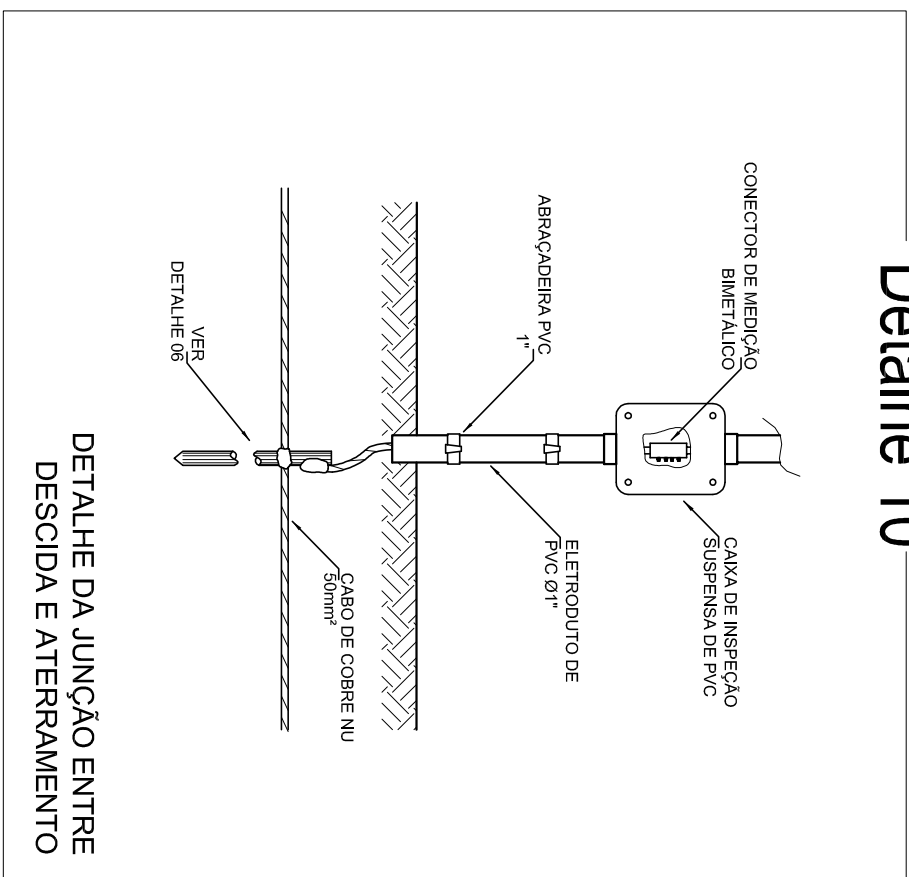 Detalhe 10
CONECTOR DE MEDIÇÃO
BIMETÁLICO
CAIXA DE INSPEÇÃO
SUSPENSA DE PVC
ABRAÇADEIRA PVC
1"
ELETRODUTO DE
PVC Ø1"
CABO DE COBRE NU
50mm²
VER
DETALHE 06
DETALHE DA JUNÇÃO ENTRE
DESCIDA E ATERRAMENTO